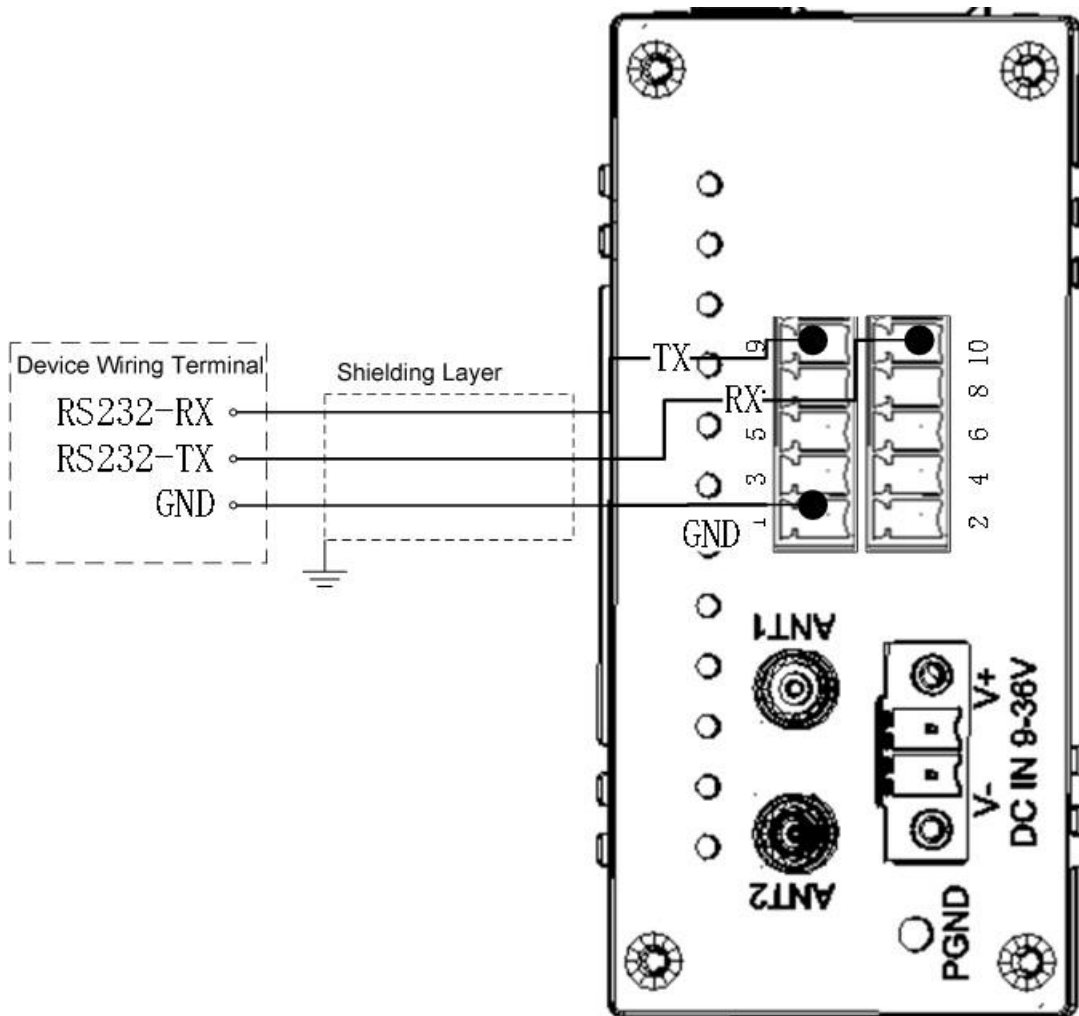 Device Wiring Terminal
RS232-RX
RS232-TX
GND
Shielding Layer
TX
RX
GND
9
5
3
1
10
8
6
4
2
ANT1
ANT2
V+
V-
DC IN 9-36V
PGND